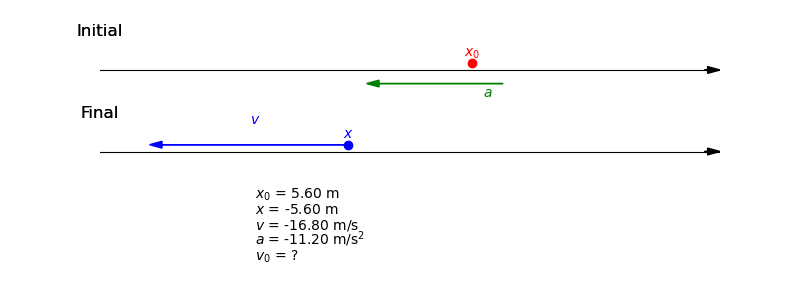 Initial
x₀
a
Final
v
x
x₀ = 5.60 m
x = -5.60 m
v = -16.80 m/s
a = -11.20 m/s²
v₀ = ?